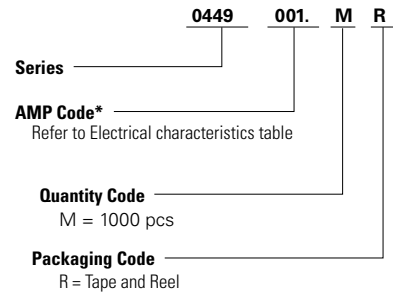 0449 001. M R
Series
AMP Code*
Refer to Electrical characteristics table
Quantity Code
M = 1000 pcs
Packaging Code
R = Tape and Reel